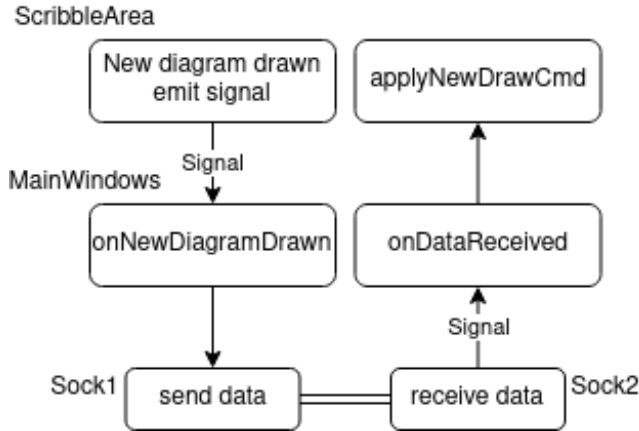 ScribbleArea
New diagram drawn
emit signal
applyNewDrawCmd
Signal
MainWindows
onNewDiagramDrawn
onDataReceived
Signal
Sock1
send data
receive data
Sock2